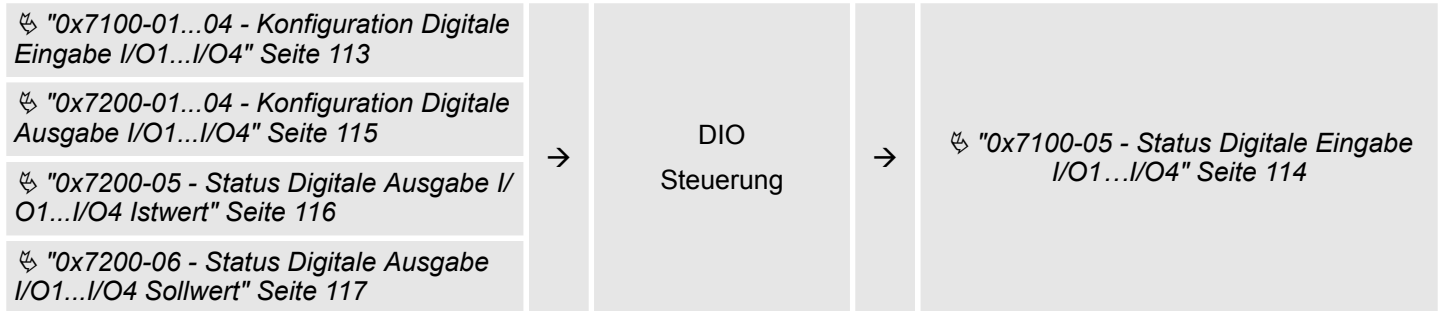 ⮱ "0x7100-01...04 - Konfiguration Digitale
Eingabe I/O1...I/O4" Seite 113
⮱ "0x7200-01...04 - Konfiguration Digitale
Ausgabe I/O1...I/O4" Seite 115
⮱ "0x7200-05 - Status Digitale Ausgabe I/
O1...I/O4 Istwert" Seite 116
⮱ "0x7200-06 - Status Digitale Ausgabe
I/O1...I/O4 Sollwert" Seite 117
→
DIO
Steuerung
→
⮱ "0x7100-05 - Status Digitale Eingabe
I/O1…I/O4" Seite 114